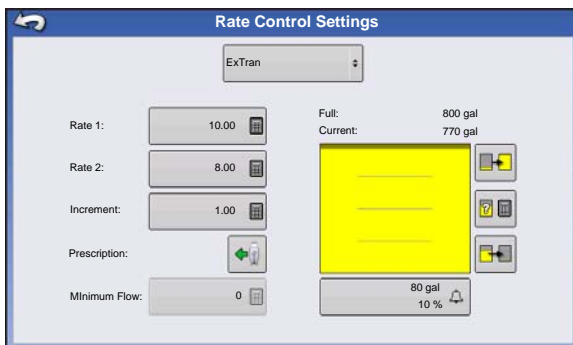 Rate Control Settings
ExTran
Rate 1: 10.00
Rate 2: 8.00
Increment: 1.00
Prescription:
MInimum Flow: 0
Full: 800 gal
Current: 770 gal
?
80 gal
10 %